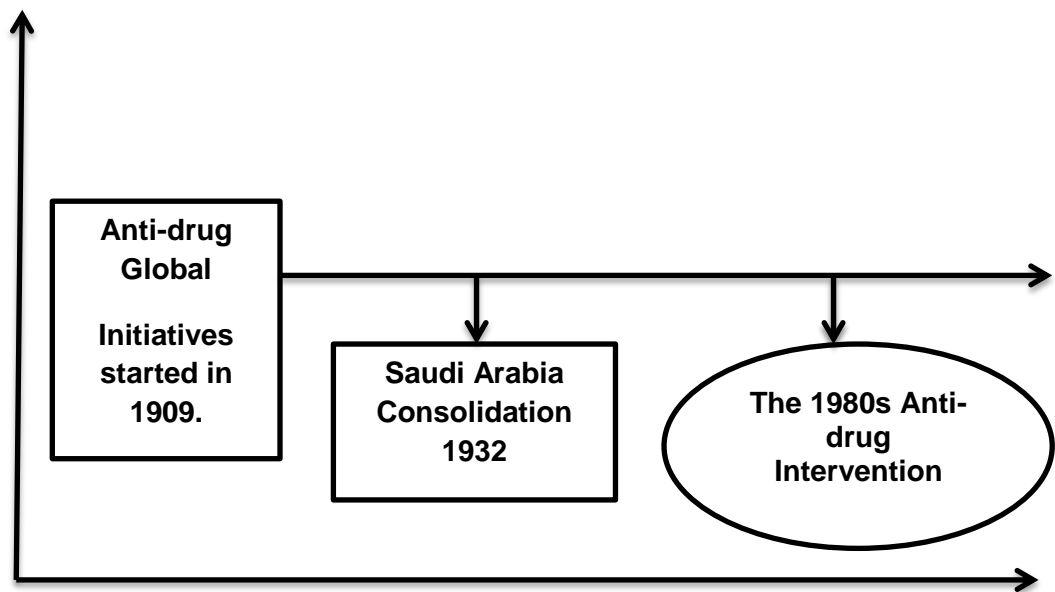 Anti-drug
Global
Initiatives
started in
1909.
Saudi Arabia
Consolidation
1932
The 1980s Anti-
drug
Intervention